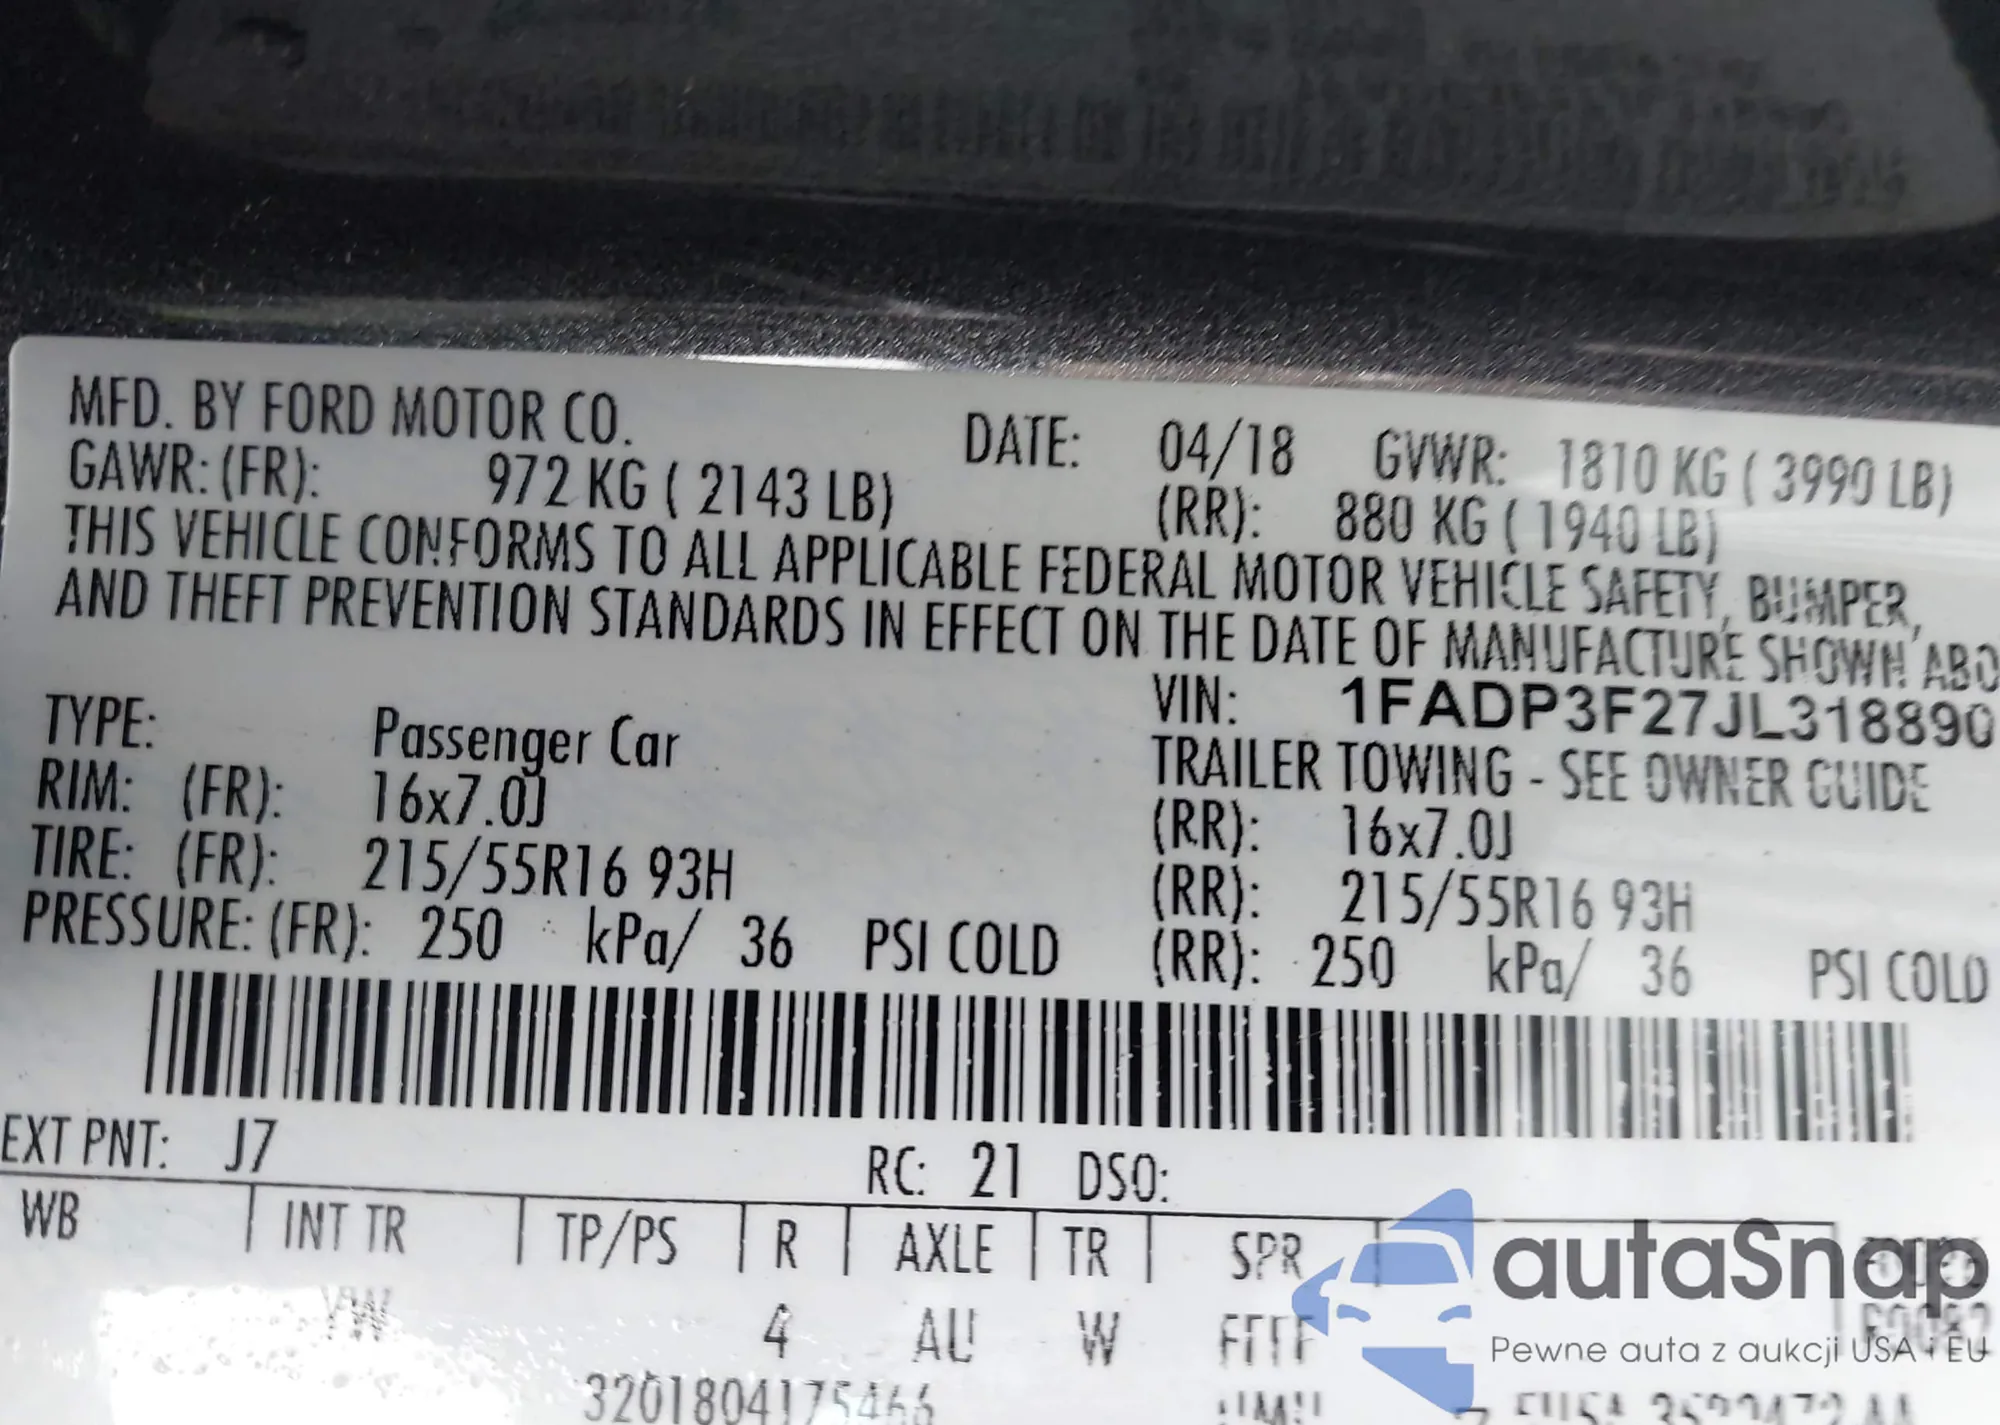 MFD. BY FORD MOTOR CO. DATE: 04/18 GVWR: 1810 KG ( 3990 LB)
GAWR: (FR): 972 KG ( 2143 LB) (RR): 880 KG ( 1940 LB)
THIS VEHICLE CONFORMS TO ALL APPLICABLE FEDERAL MOTOR VEHICLE SAFETY, BUMPER,
AND THEFT PREVENTION STANDARDS IN EFFECT ON THE DATE OF MANUFACTURE SHOWN ABO
VIN: 1FADP3F27JL318890
TYPE: Passenger Car TRAILER TOWING - SEE OWNER GUIDE
RIM: (FR): 16x7.0J (RR): 16x7.0J
TIRE: (FR): 215/55R16 93H (RR): 215/55R16 93H
PRESSURE: (FR): 250 kPa/ 36 PSI COLD (RR): 250 kPa/ 36 PSI COLD
EXT PNT: J7 RC: 21 DSO:
WB INT TR TP/PS R AXLE TR SPR
YW 4 AU W FFFF
3201804175466
autaSnap
Pewne auta z aukcji USA i EU